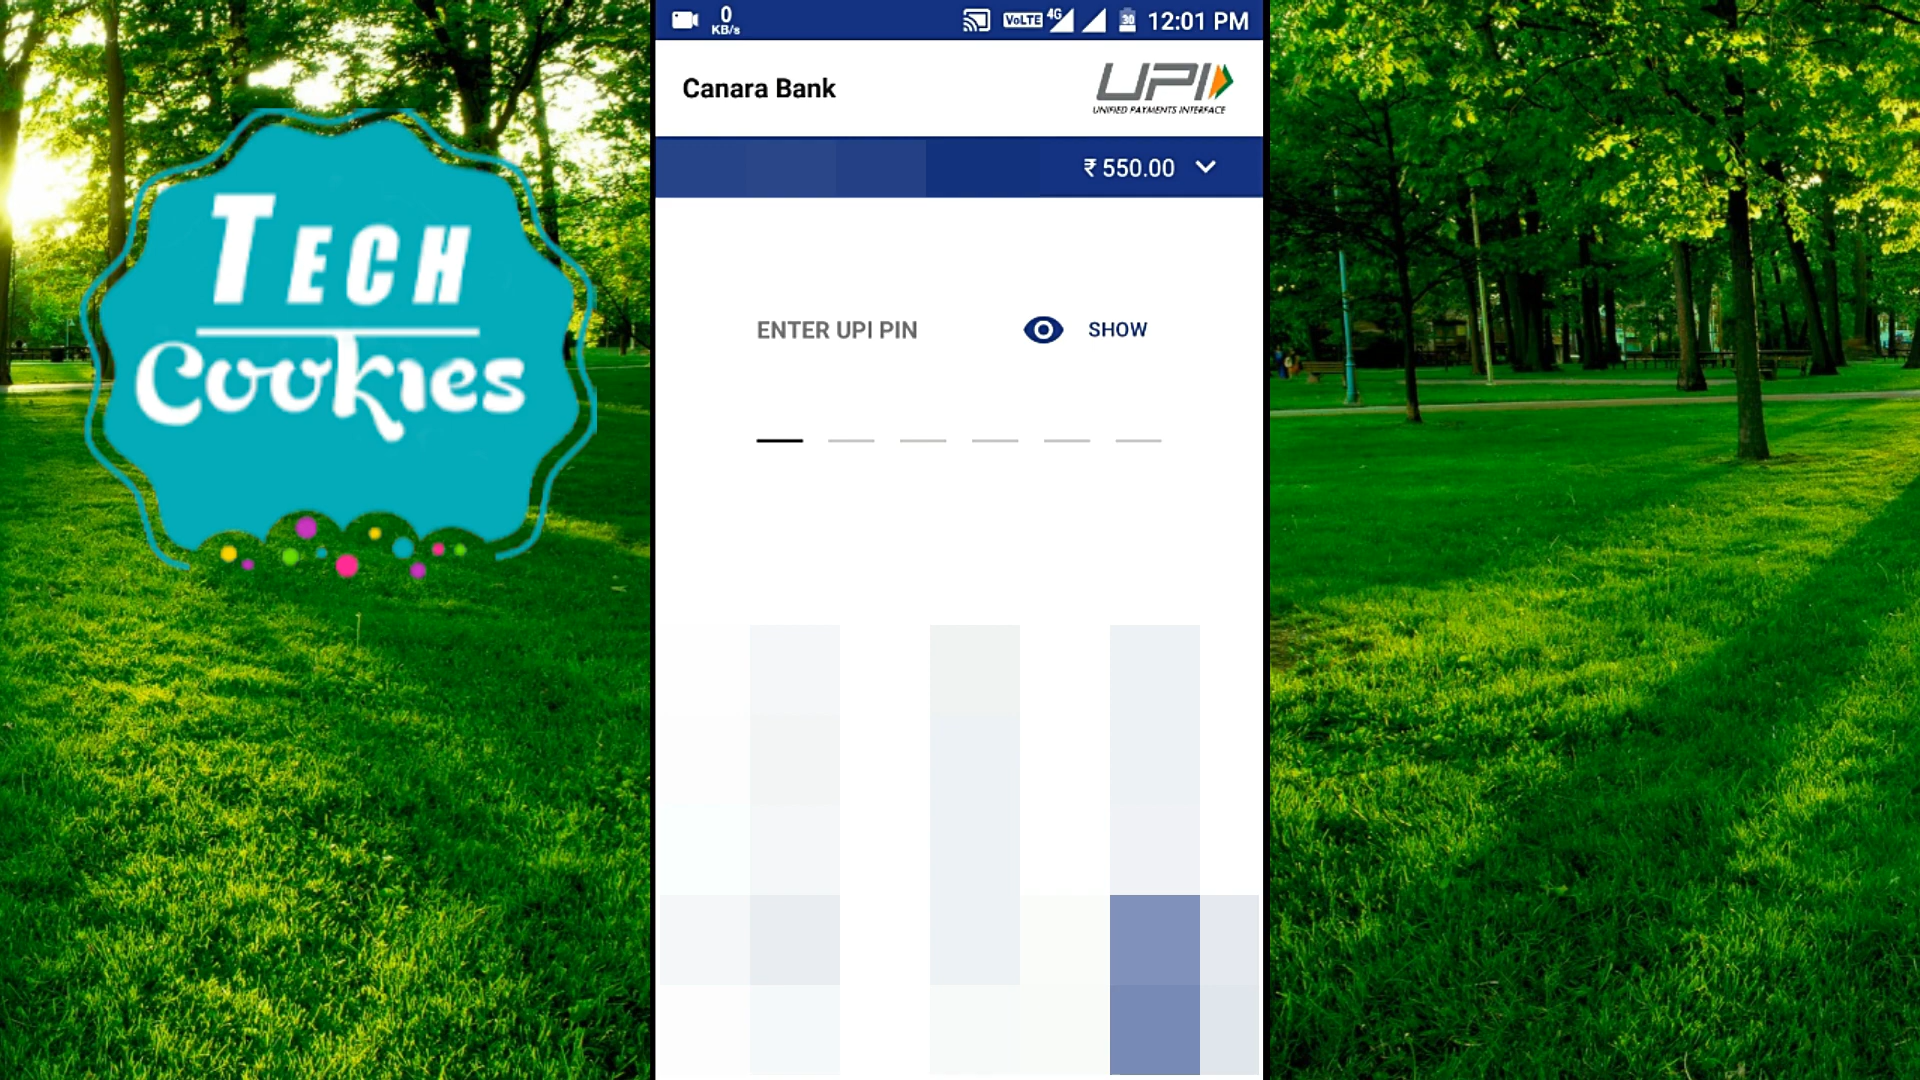 TECH
Cookies
0
KB/s
VoLTE
4G
30
12:01 PM
Canara Bank
UPI
UNIFIED PAYMENTS INTERFACE
₹ 550.00
ENTER UPI PIN
SHOW